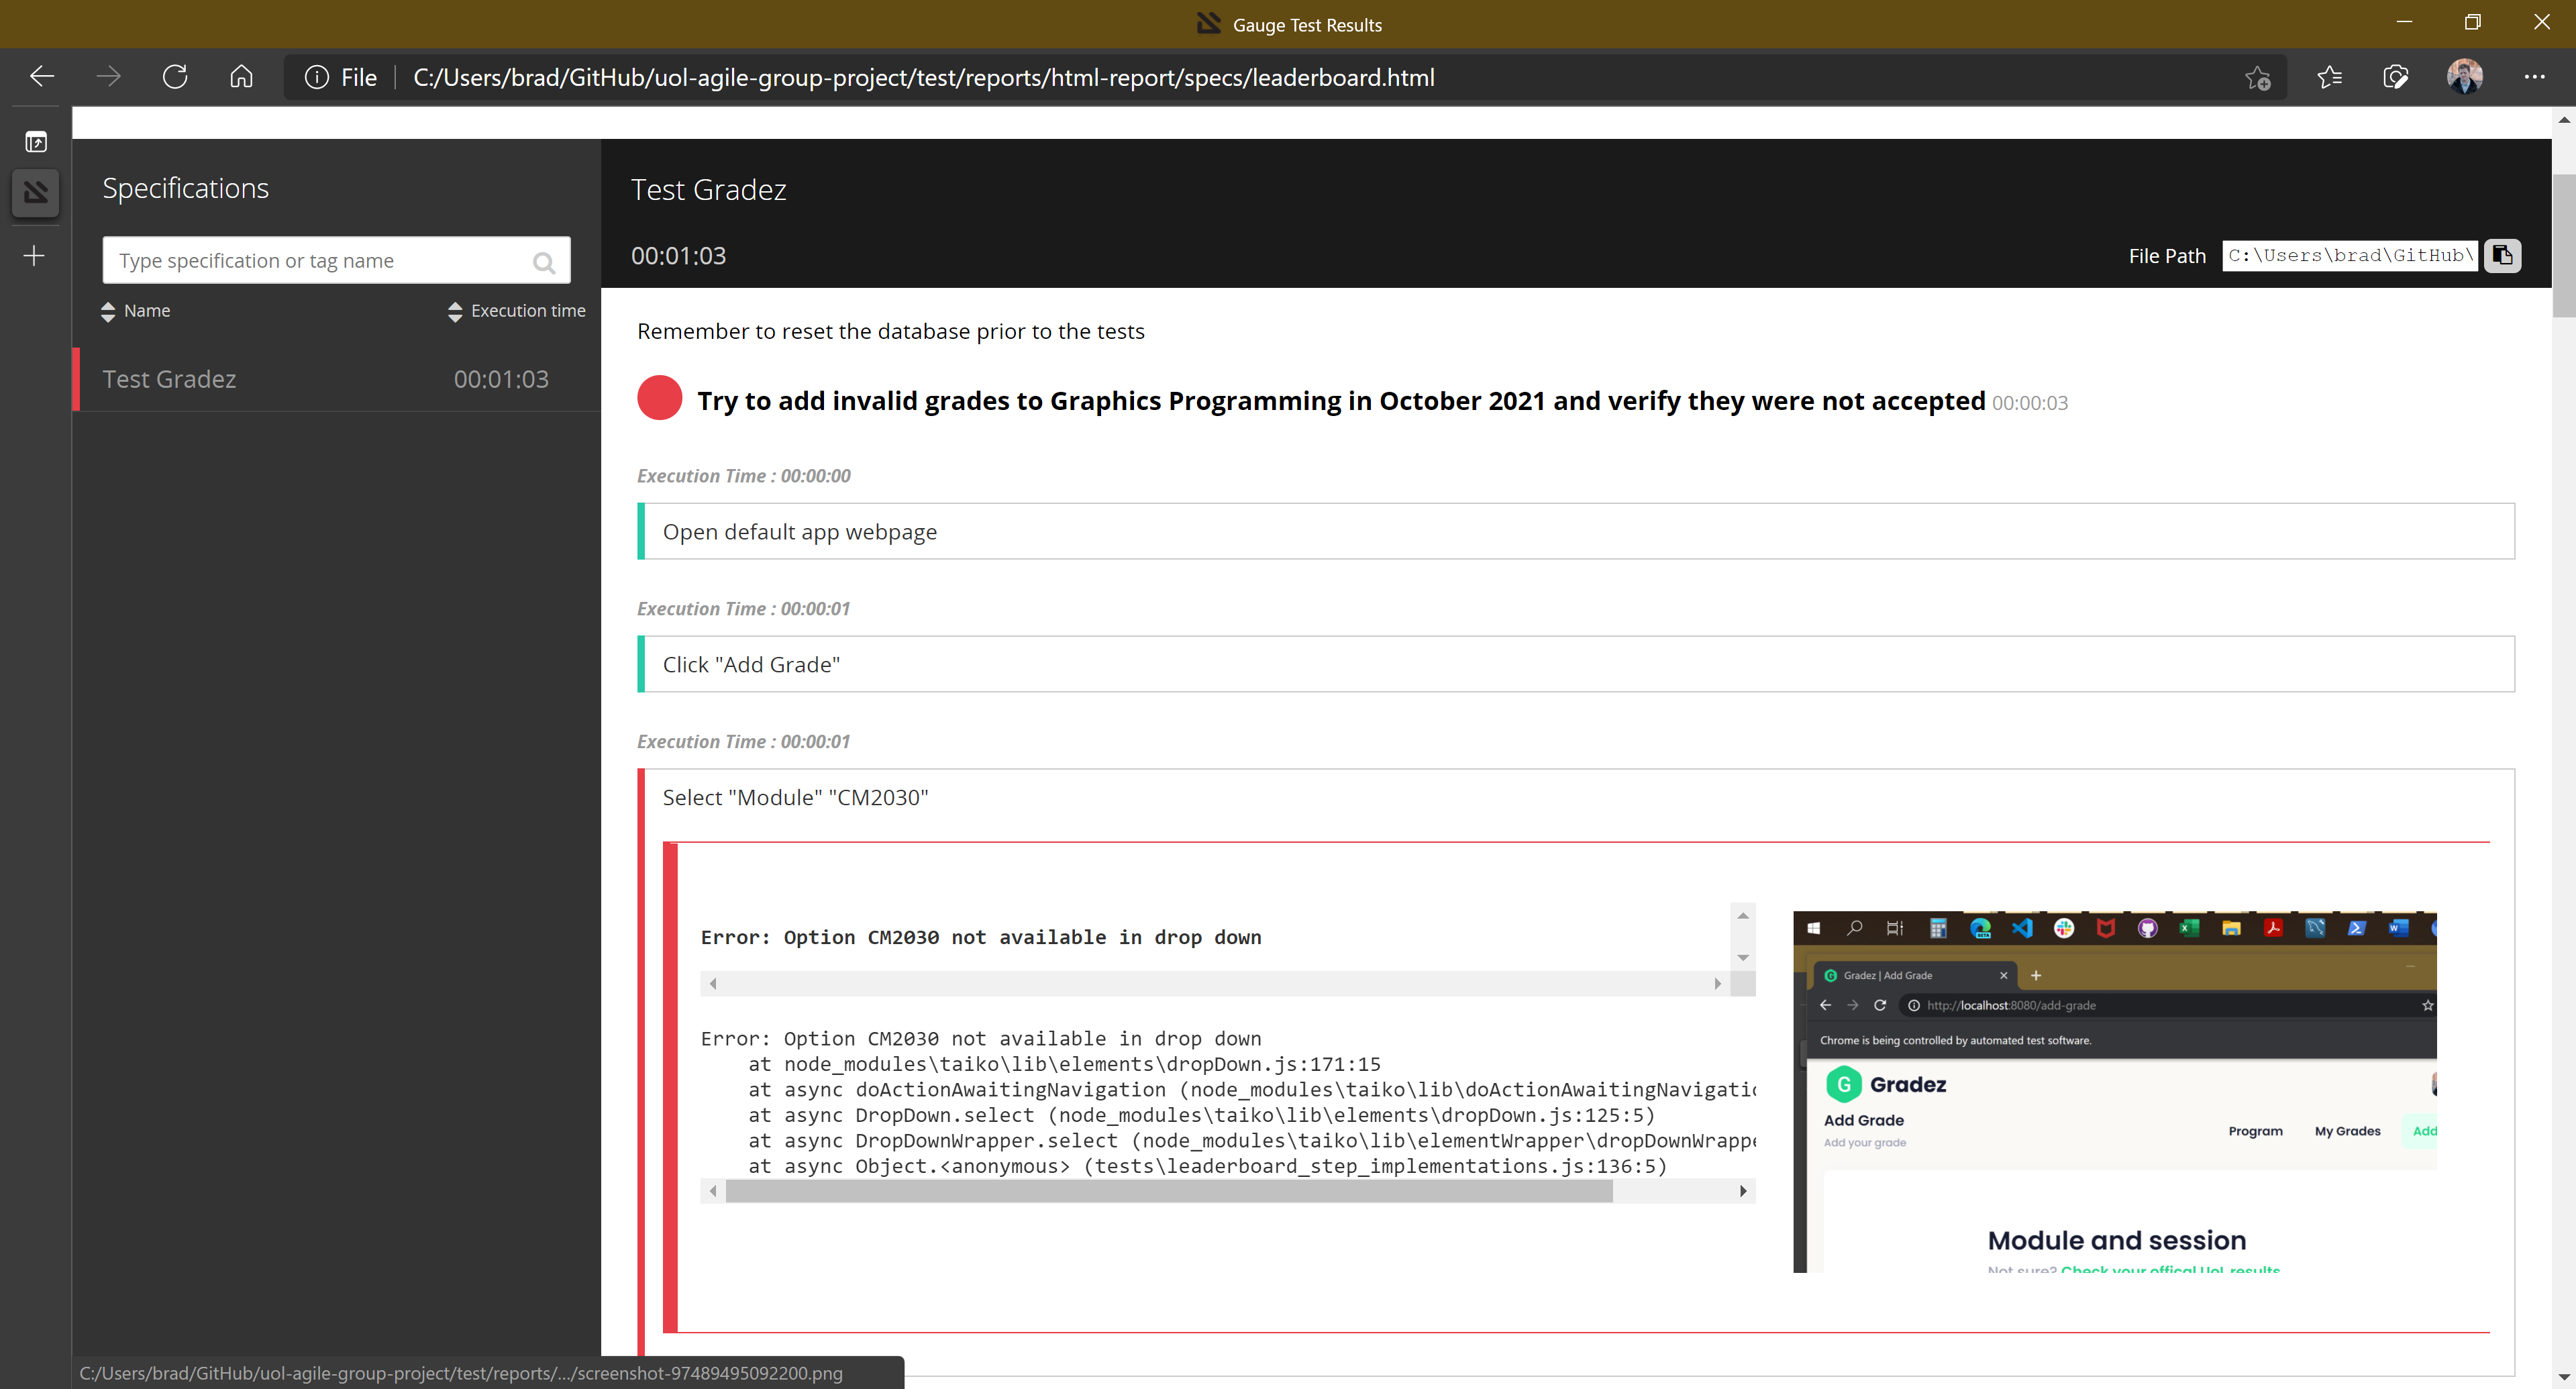 Gauge Test Results
File
C:/Users/brad/GitHub/uol-agile-group-project/test/reports/html-report/specs/leaderboard.html
Specifications
Type specification or tag name
Name
Execution time
Test Gradez
00:01:03
Test Gradez
00:01:03
File Path
C:\Users\brad\GitHub\
Remember to reset the database prior to the tests
Try to add invalid grades to Graphics Programming in October 2021 and verify they were not accepted 00:00:03
Execution Time : 00:00:00
Open default app webpage
Execution Time : 00:00:01
Click "Add Grade"
Execution Time : 00:00:01
Select "Module" "CM2030"
Error: Option CM2030 not available in drop down
Error: Option CM2030 not available in drop down
at node_modules\taiko\lib\elements\dropDown.js:171:15
at async doActionAwaitingNavigation (node_modules\taiko\lib\doActionAwaitingNavigatio
at async DropDown.select (node_modules\taiko\lib\elements\dropDown.js:125:5)
at async DropDownWrapper.select (node_modules\taiko\lib\elementWrapper\dropDownWrappe
at async Object.<anonymous> (tests\leaderboard_step_implementations.js:136:5)
Gradez | Add Grade
http://localhost:8080/add-grade
Chrome is being controlled by automated test software.
G Gradez
Add Grade
Add your grade
Program
My Grades
Add
Module and session
Not sure? Check your offical UoL results
C:/Users/brad/GitHub/uol-agile-group-project/test/reports/.../screenshot-97489495092200.png